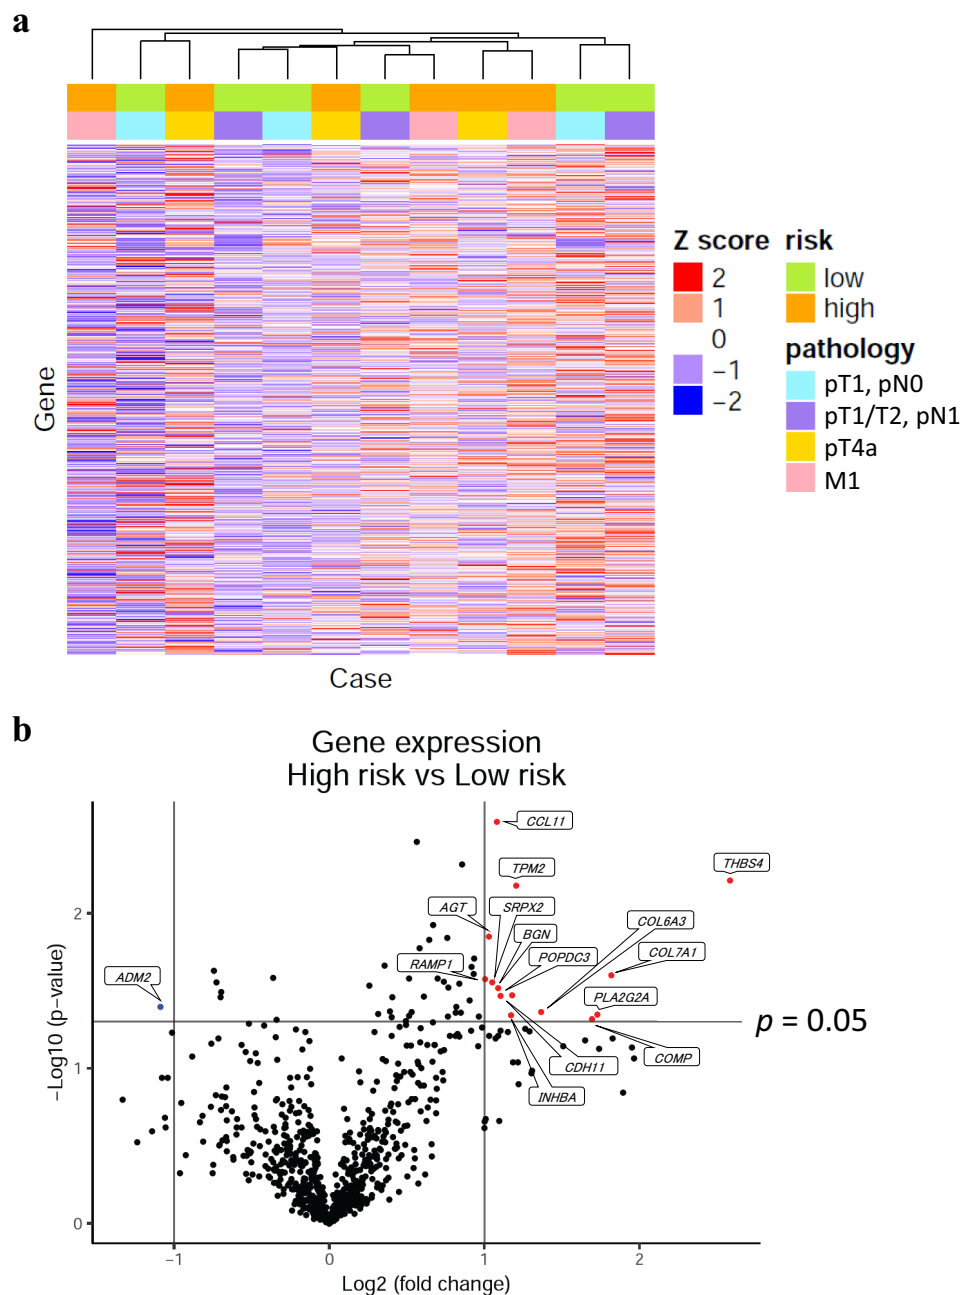 a
Z score
2
1
0
−1
−2
risk
low
high
pathology
pT1, pN0
pT1/T2, pN1
pT4a
M1
Gene
Case
b
Gene expression
High risk vs Low risk
CCL11
TPM2
THBS4
AGT
SRPX2
BGN
COL6A3
POPDC3
COL7A1
RAMP1
ADM2
PLA2G2A
p = 0.05
COMP
CDH11
INHBA
−Log10 (p-value)
2
1
0
−1
0
1
2
Log2 (fold change)